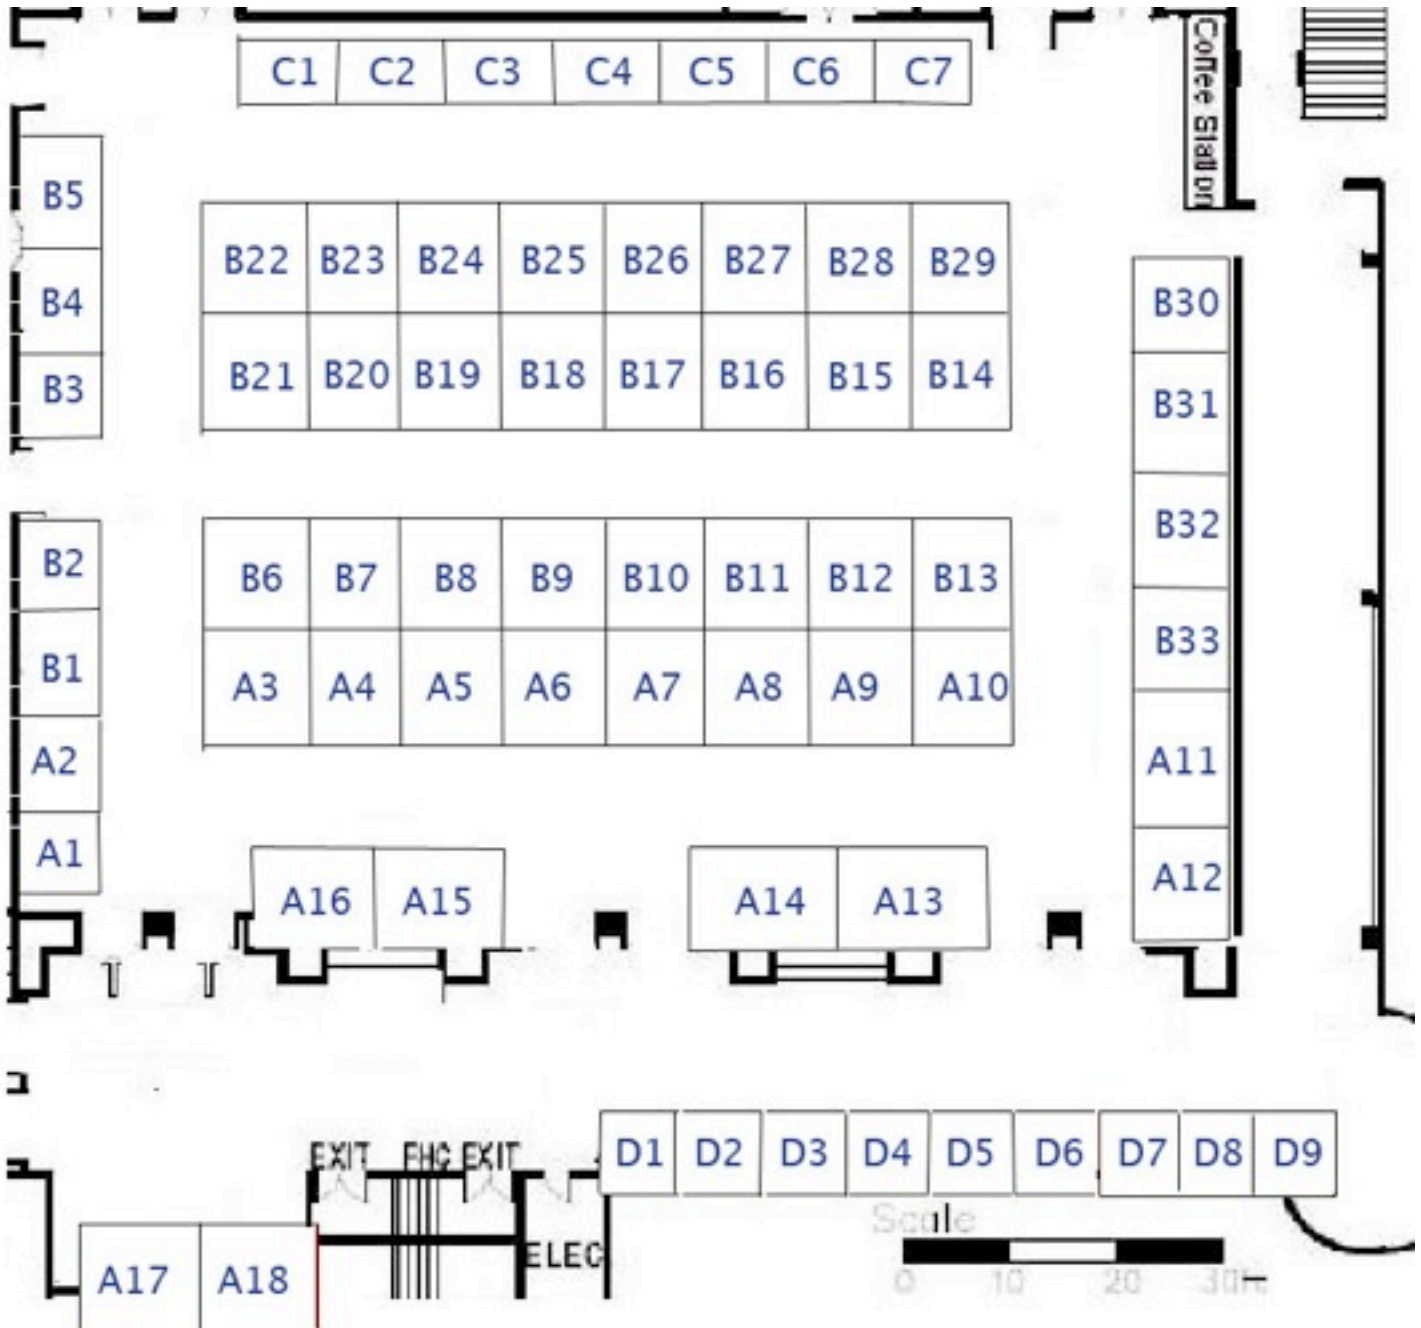 C1 C2 C3 C4 C5 C6 C7
Coffee Station
B5
B4
B3
B22 B23 B24 B25 B26 B27 B28 B29
B21 B20 B19 B18 B17 B16 B15 B14
B30
B31
B32
B33
A11
A12
B2
B1
A2
A1
B6 B7 B8 B9 B10 B11 B12 B13
A3 A4 A5 A6 A7 A8 A9 A10
A16 A15 A14 A13
EXIT FHC EXIT
D1 D2 D3 D4 D5 D6 D7 D8 D9
ELEC
Scale
0 10 20 30ft.
A17 A18